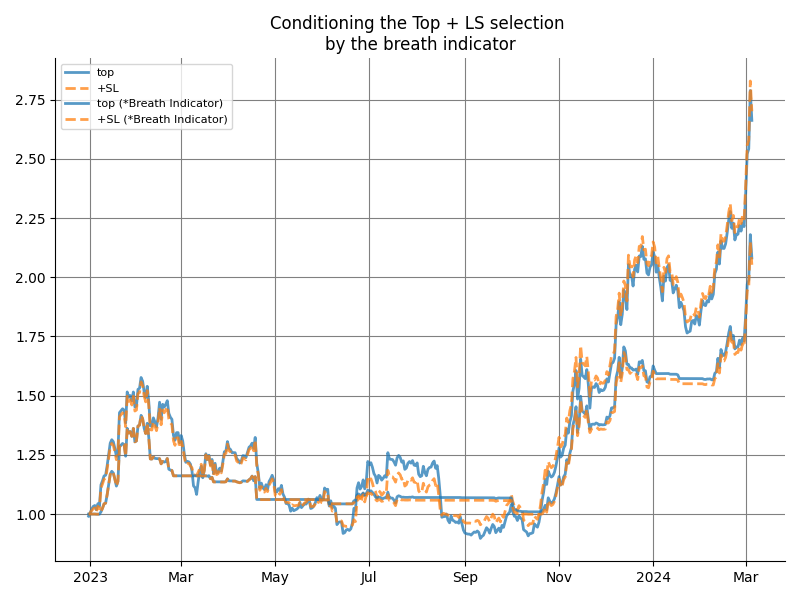 Conditioning the Top + LS selection
by the breath indicator
top
+SL
top (*Breath Indicator)
+SL (*Breath Indicator)
2.75
2.50
2.25
2.00
1.75
1.50
1.25
1.00
2023 Mar May Jul Sep Nov 2024 Mar